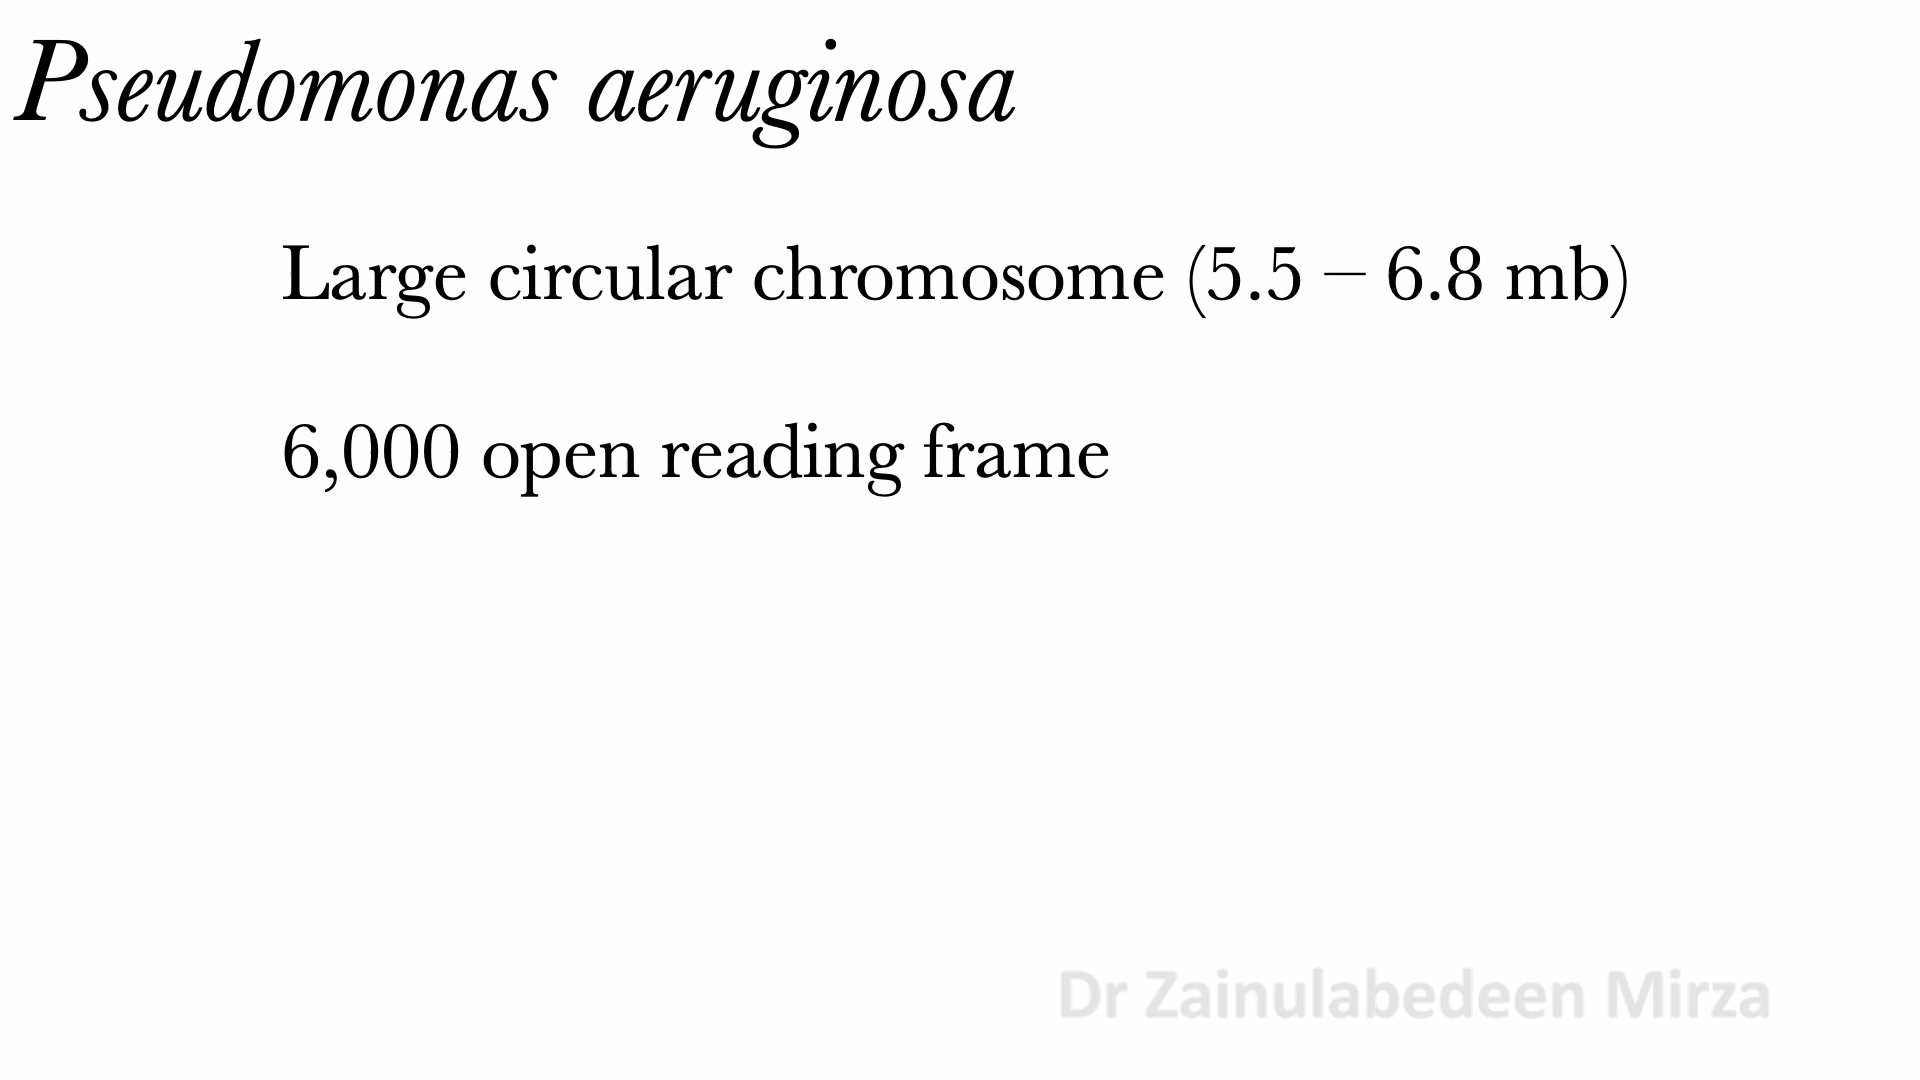 Pseudomonas aeruginosa
Large circular chromosome (5.5 – 6.8 mb)
6,000 open reading frame
Dr Zainulabedeen Mirza